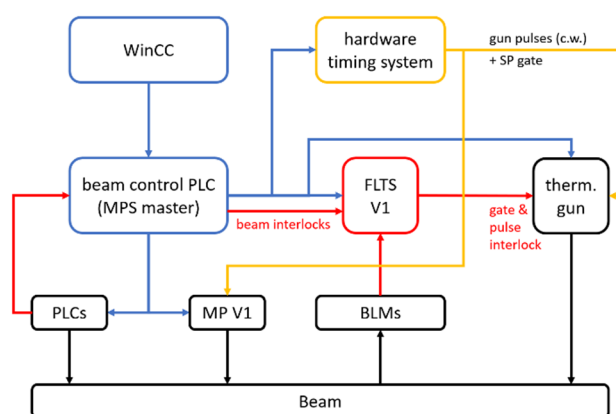 WinCC
hardware
timing system
gun pulses (c.w.)
+ SP gate
beam control PLC
(MPS master)
FLTS
V1
therm.
gun
beam interlocks
gate &
pulse
interlock
PLCs
MP V1
BLMs
Beam